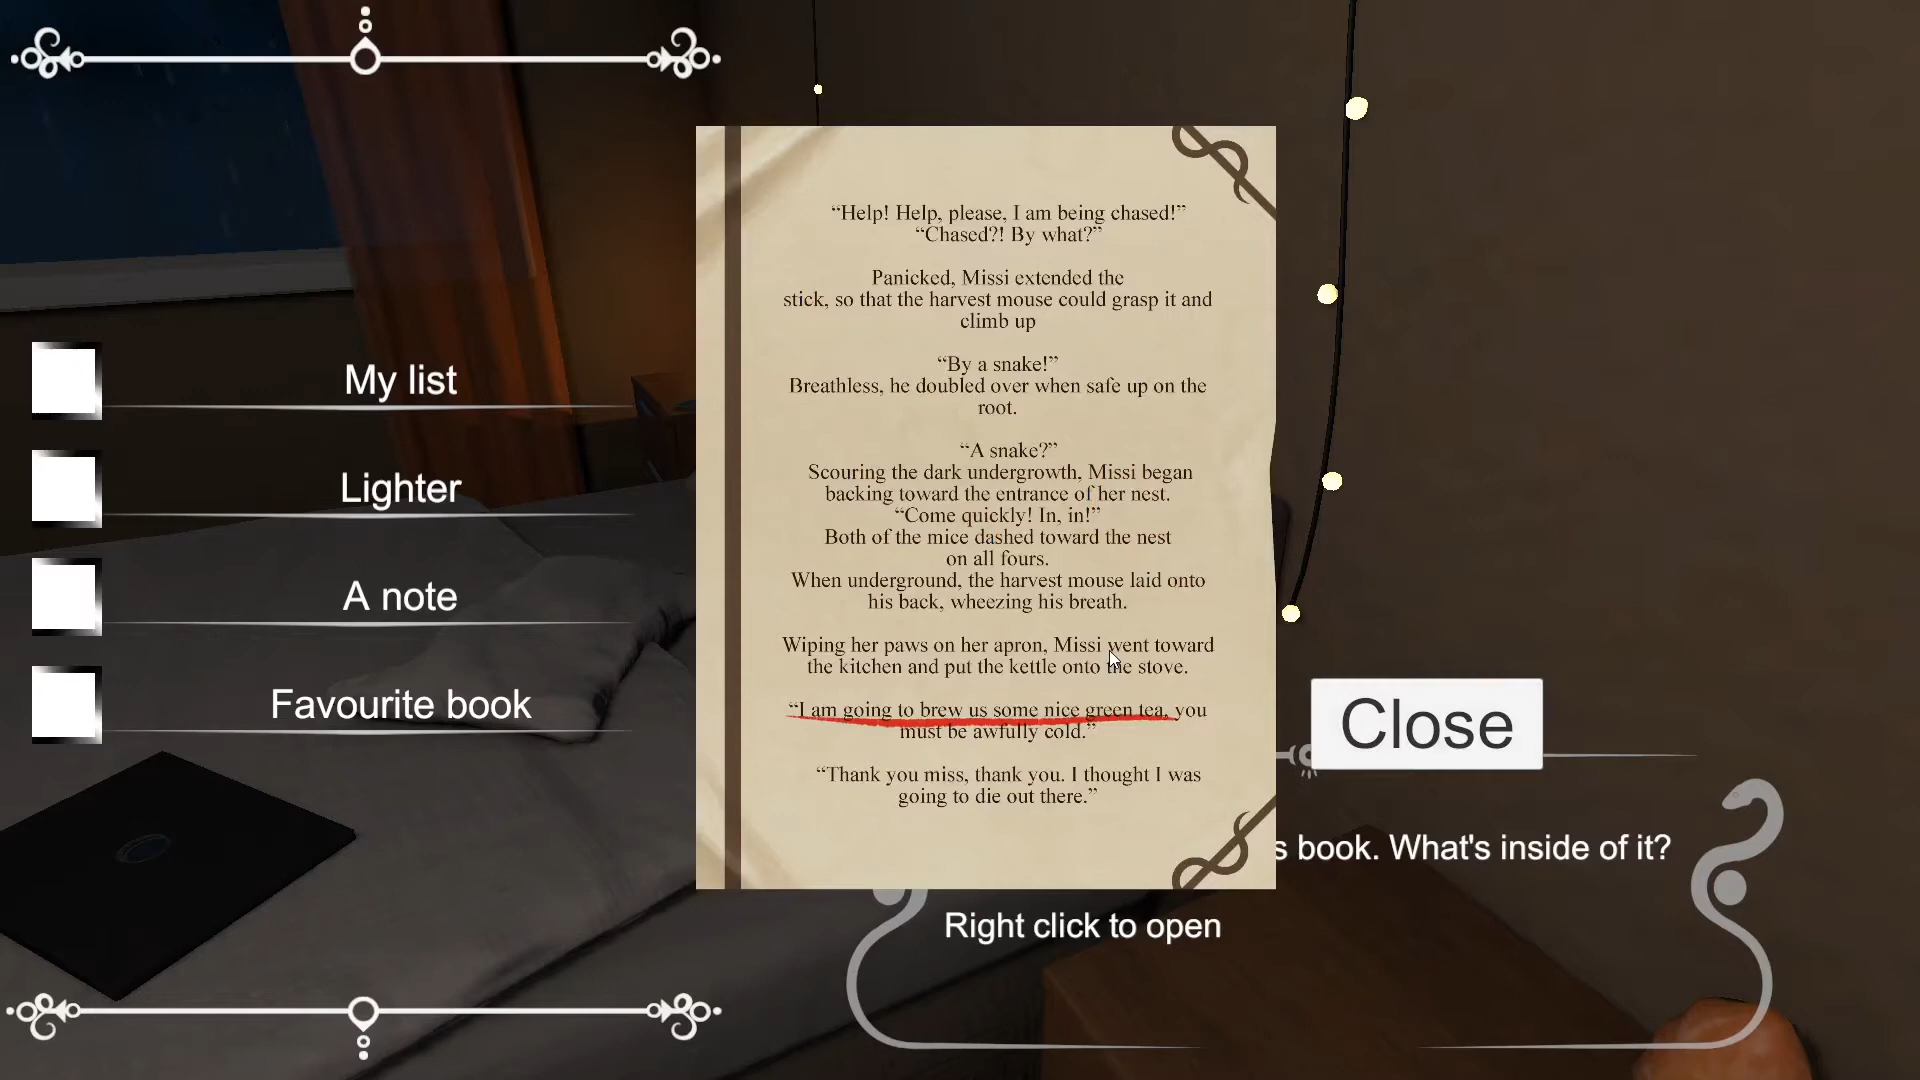 My list
Lighter
A note
Favourite book
“Help! Help, please, I am being chased!”
“Chased?! By what?”
Panicked, Missi extended the
stick, so that the harvest mouse could grasp it and
climb up
“By a snake!”
Breathless, he doubled over when safe up on the
root.
“A snake?”
Scouring the dark undergrowth, Missi began
backing toward the entrance of her nest.
“Come quickly! In, in!”
Both of the mice dashed toward the nest
on all fours.
When underground, the harvest mouse laid onto
his back, wheezing his breath.
Wiping her paws on her apron, Missi went toward
the kitchen and put the kettle onto the stove.
“I am going to brew us some nice green tea, you
must be awfully cold.”
“Thank you miss, thank you. I thought I was
going to die out there.”
Close
s book. What's inside of it?
Right click to open